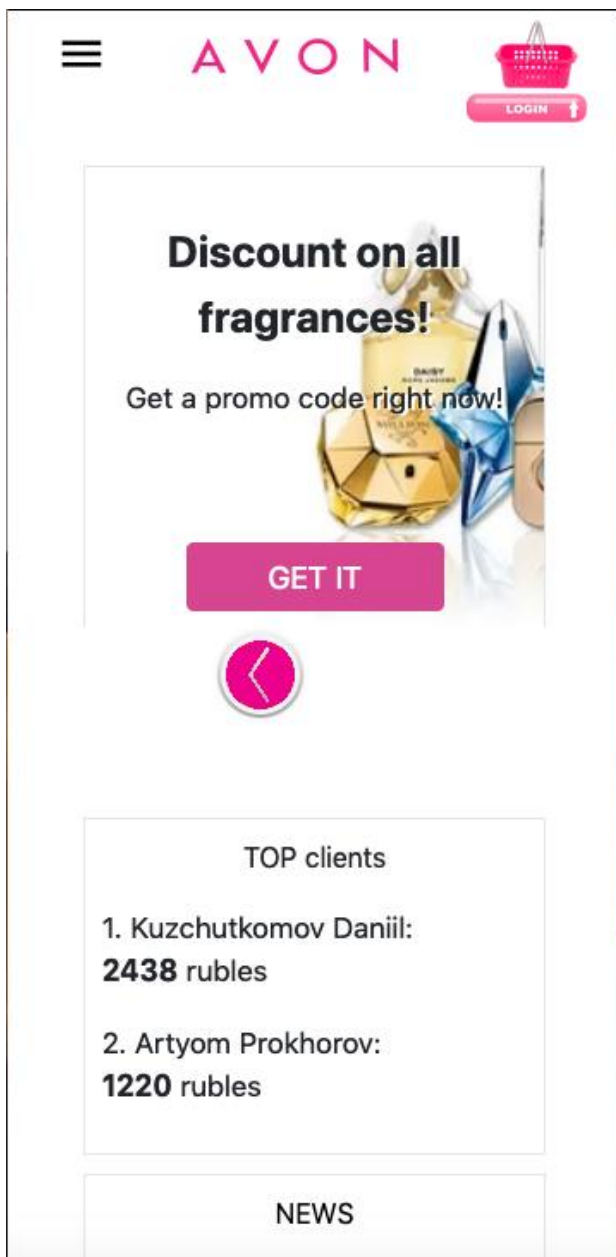 AVON
LOGIN
Discount on all
fragrances!
DAISY
Get a promo code right now!
GET IT
TOP clients
1. Kuzchutkomov Daniil:
2438 rubles
2. Artyom Prokhorov:
1220 rubles
NEWS